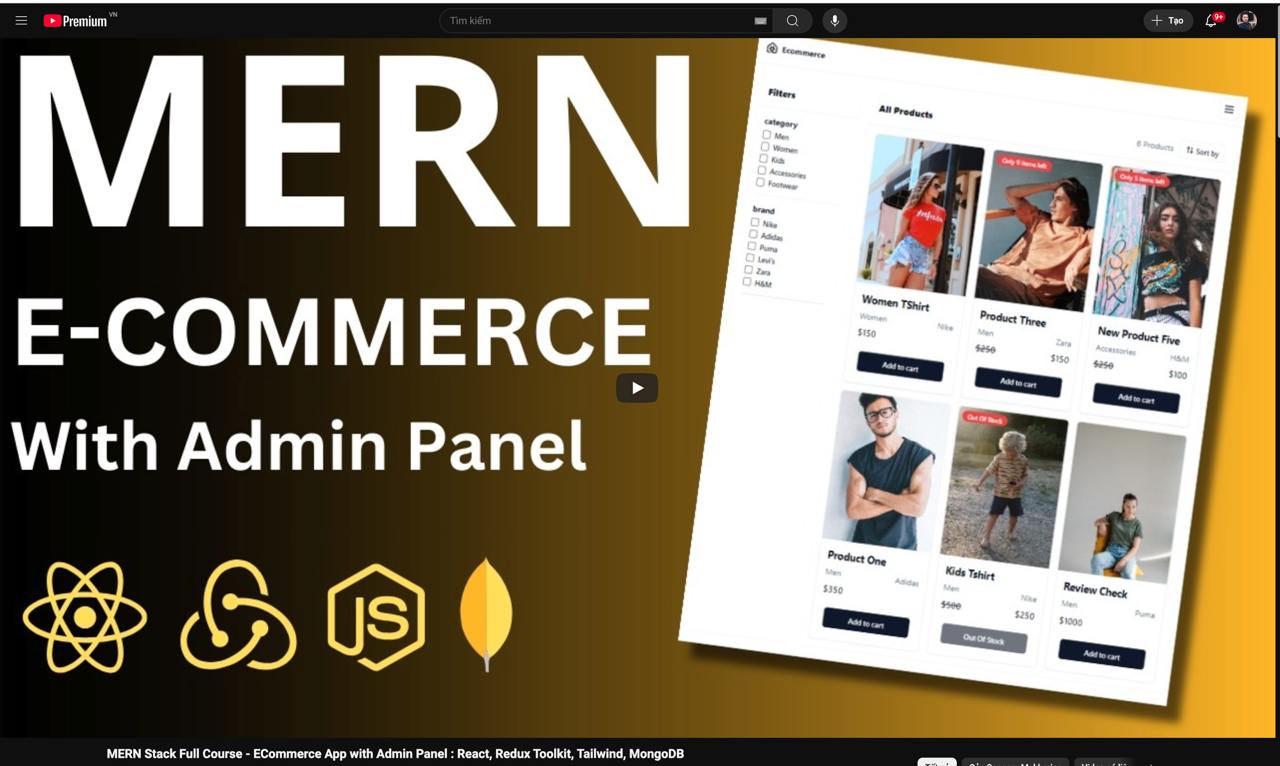 Premium VN
Tìm kiếm
Tạo
9+
MERN
E-COMMERCE
With Admin Panel
JS
Ecommerce
Filters
category
Men
Women
Kids
Accessories
Footwear
brand
Nike
Adidas
Puma
Levi's
Zara
H&M
All Products
6 Products
Sort by
Women TShirt
Women Nike
$150
Add to cart
Only 9 items left
Product Three
Men Zara
$250 $150
Add to cart
Only 5 items left
New Product Five
Accessories H&M
$250 $100
Add to cart
Product One
Men Adidas
$350
Add to cart
Out Of Stock
Kids Tshirt
Men Nike
$500 $250
Out Of Stock
Review Check
Men Puma
$1000
Add to cart
MERN Stack Full Course - ECommerce App with Admin Panel : React, Redux Toolkit, Tailwind, MongoDB